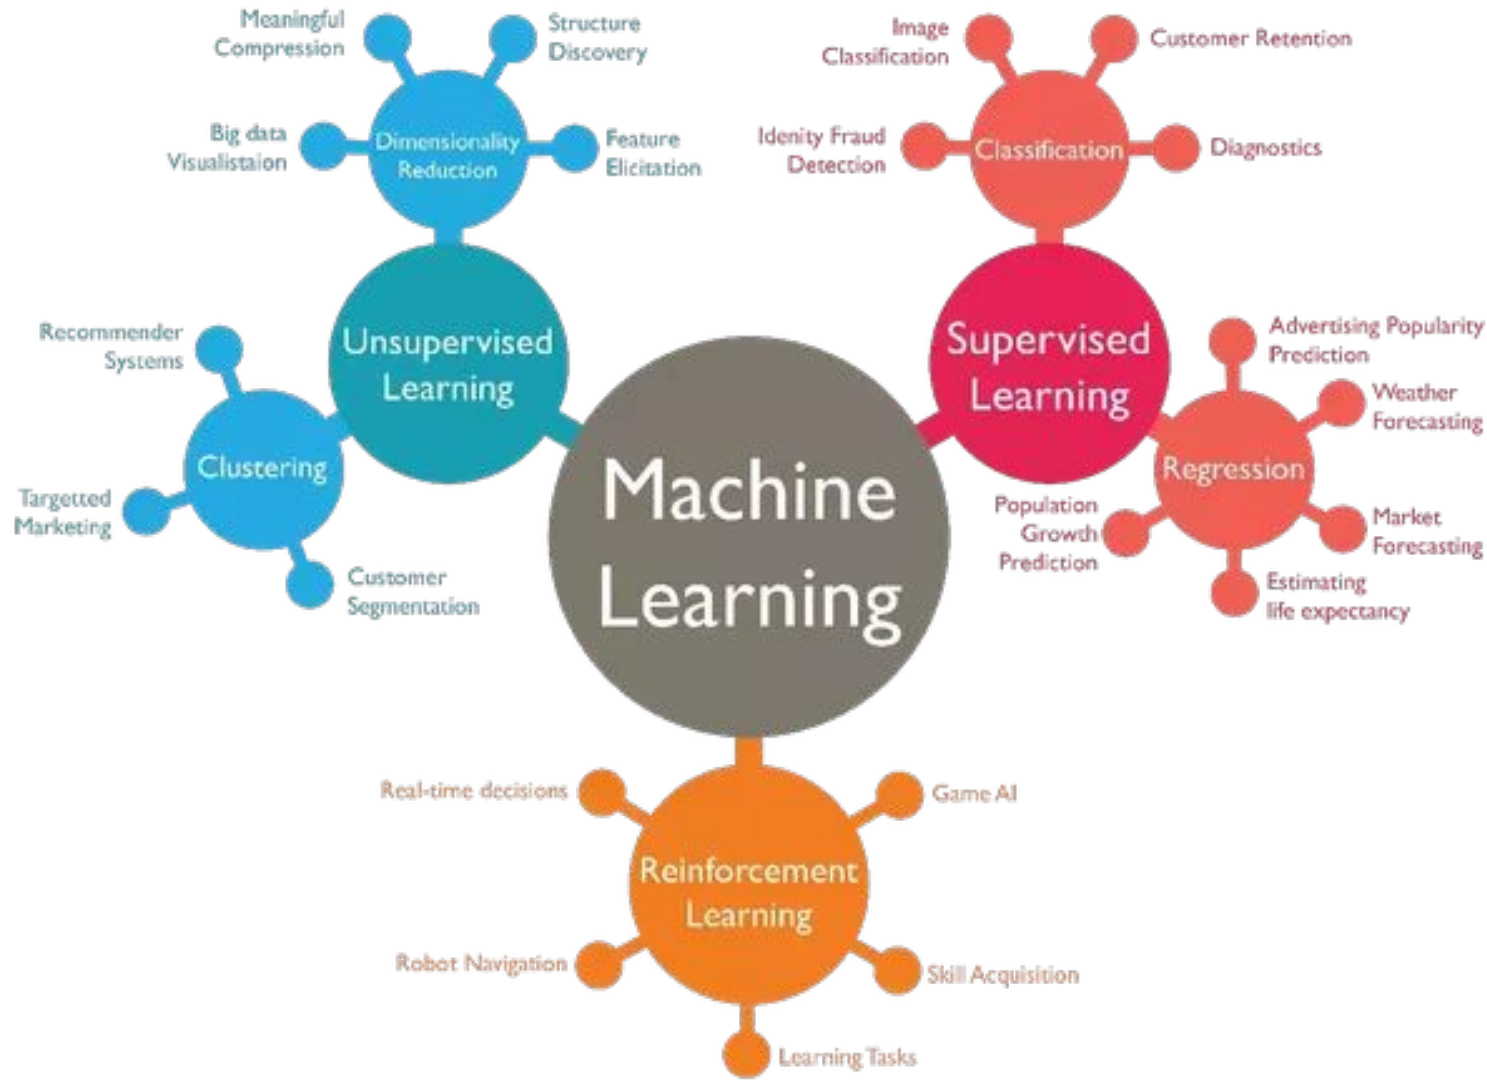 Meaningful
Compression
Structure
Discovery
Big data
Visualistaion
Dimensionality
Reduction
Feature
Elicitation
Image
Classification
Customer Retention
Idenity Fraud
Detection
Classification
Diagnostics
Unsupervised
Learning
Supervised
Learning
Recommender
Systems
Clustering
Targetted
Marketing
Customer
Segmentation
Machine
Learning
Advertising Popularity
Prediction
Weather
Forecasting
Regression
Population
Growth
Prediction
Market
Forecasting
Estimating
life expectancy
Real-time decisions
Game AI
Reinforcement
Learning
Robot Navigation
Skill Acquisition
Learning Tasks